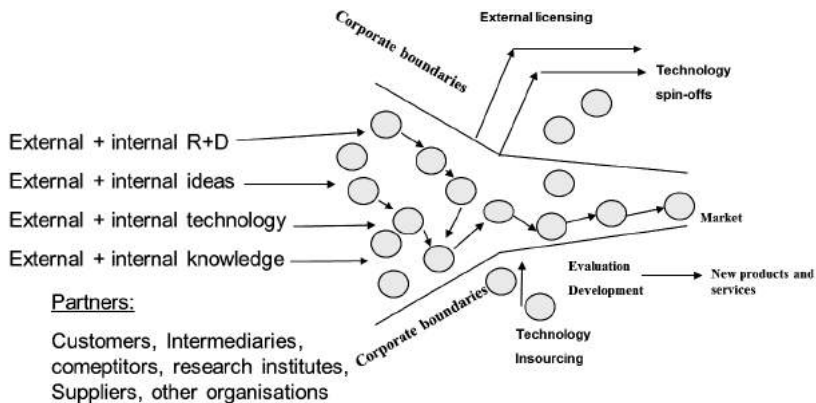 External licensing
Corporate boundaries
Technology
spin-offs
External + internal R+D
External + internal ideas
External + internal technology
External + internal knowledge
Market
Evaluation
Development
New products and
services
Partners:
Corporate boundaries
Technology
Insourcing
Customers, Intermediaries,
comeptitors, research institutes,
Suppliers, other organisations